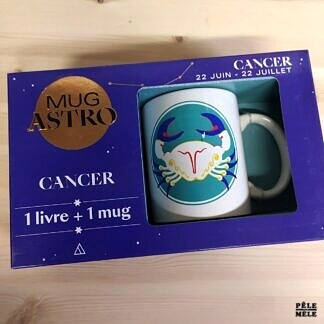 MUG
ASTRO
CANCER
22 JUIN - 22 JUILLET
CANCER
1 livre + 1 mug
PÊLE
MÊLE